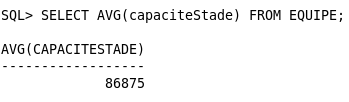 SQL> SELECT AVG(capaciteStade) FROM EQUIPE;
AVG(CAPACITESTADE)
------------------
86875